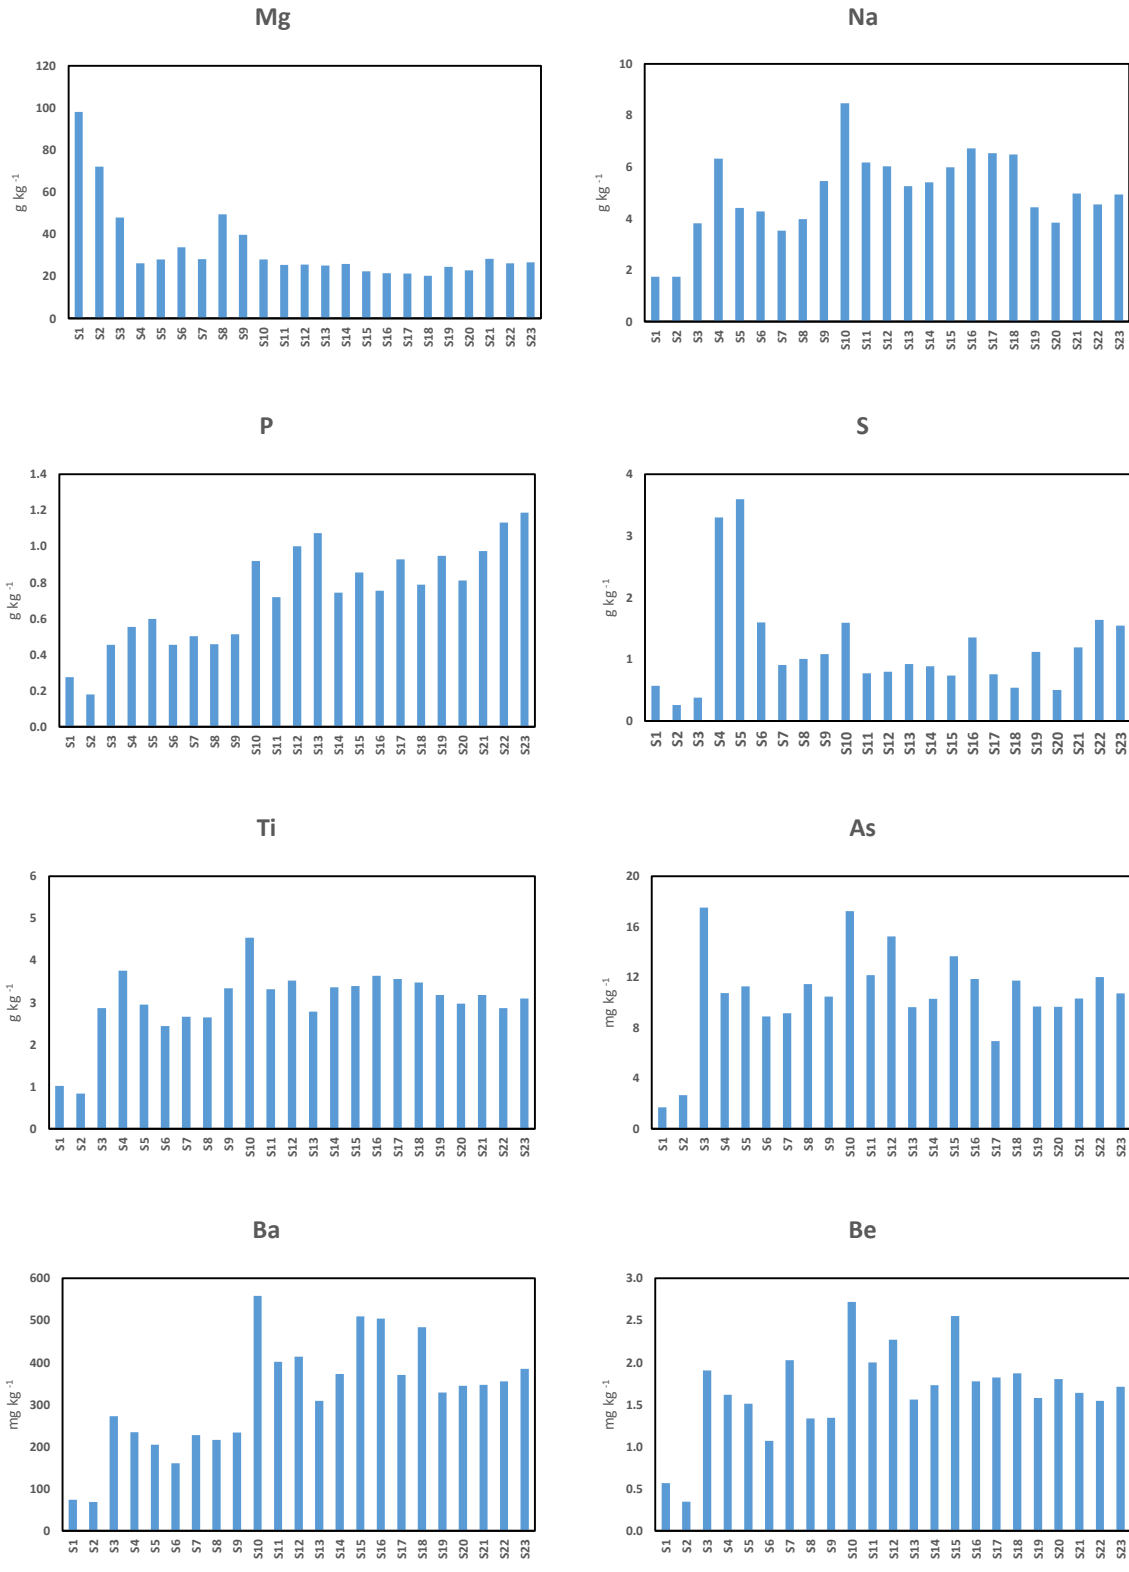 Mg
120
100
80
60
40
20
0
g kg -1
S1 S2 S3 S4 S5 S6 S7 S8 S9 S10 S11 S12 S13 S14 S15 S16 S17 S18 S19 S20 S21 S22 S23
Na
10
8
6
4
2
0
g kg -1
S1 S2 S3 S4 S5 S6 S7 S8 S9 S10 S11 S12 S13 S14 S15 S16 S17 S18 S19 S20 S21 S22 S23
P
1.4
1.2
1.0
0.8
0.6
0.4
0.2
0.0
g kg -1
S1 S2 S3 S4 S5 S6 S7 S8 S9 S10 S11 S12 S13 S14 S15 S16 S17 S18 S19 S20 S21 S22 S23
S
4
3
2
1
0
g kg -1
S1 S2 S3 S4 S5 S6 S7 S8 S9 S10 S11 S12 S13 S14 S15 S16 S17 S18 S19 S20 S21 S22 S23
Ti
6
5
4
3
2
1
0
g kg -1
S1 S2 S3 S4 S5 S6 S7 S8 S9 S10 S11 S12 S13 S14 S15 S16 S17 S18 S19 S20 S21 S22 S23
As
20
16
12
8
4
0
mg kg -1
S1 S2 S3 S4 S5 S6 S7 S8 S9 S10 S11 S12 S13 S14 S15 S16 S17 S18 S19 S20 S21 S22 S23
Ba
600
500
400
300
200
100
0
mg kg -1
S1 S2 S3 S4 S5 S6 S7 S8 S9 S10 S11 S12 S13 S14 S15 S16 S17 S18 S19 S20 S21 S22 S23
Be
3.0
2.5
2.0
1.5
1.0
0.5
0.0
mg kg -1
S1 S2 S3 S4 S5 S6 S7 S8 S9 S10 S11 S12 S13 S14 S15 S16 S17 S18 S19 S20 S21 S22 S23